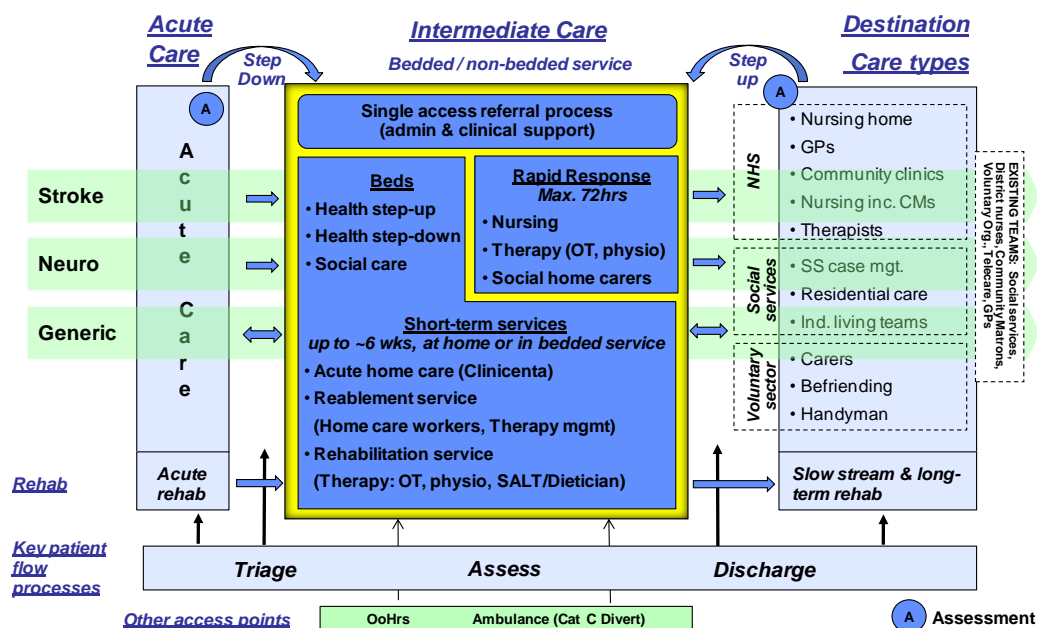 Acute
Care
Intermediate Care
Bedded / non-bedded service
Destination
Care types
Step
Down
Step
up
A
A
Acute Care
Single access referral process
(admin & clinical support)
Beds
• Health step-up
• Health step-down
• Social care
Rapid Response
Max. 72hrs
• Nursing
• Therapy (OT, physio)
• Social home carers
Short-term services
up to ~6 wks, at home or in bedded service
• Acute home care (Clinicenta)
• Reablement service
(Home care workers, Therapy mgmt)
• Rehabilitation service
(Therapy: OT, physio, SALT/Dietician)
Stroke
Neuro
Generic
NHS
• Nursing home
• GPs
• Community clinics
• Nursing inc. CMs
• Therapists
Social
services
• SS case mgt.
• Residential care
• Ind. living teams
Voluntary
sector
• Carers
• Befriending
• Handyman
EXISTING TEAMS: Social services,
District nurses, Community Matrons,
Voluntary Org., Telecare, GPs
Rehab
Acute
rehab
Slow stream & long-
term rehab
Key patient
flow
processes
Triage
Assess
Discharge
Other access points
OoHrs
Ambulance (Cat C Divert)
A
Assessment